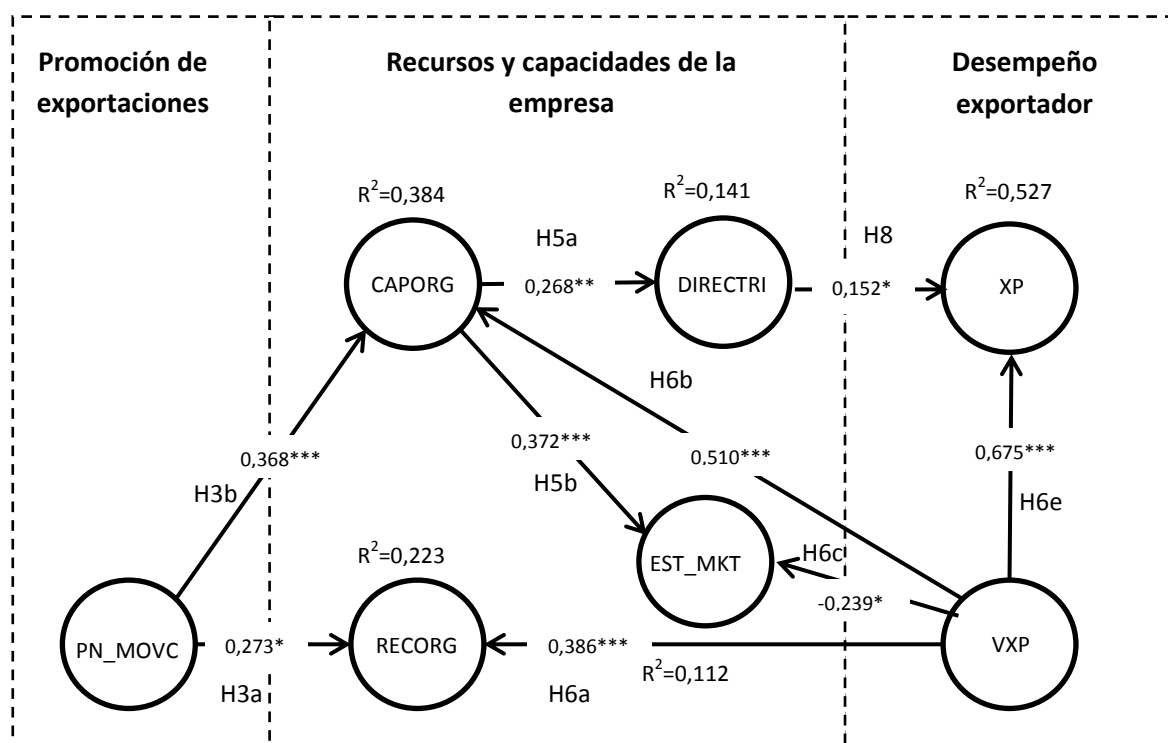 Promoción de
exportaciones
Recursos y capacidades de la
empresa
Desempeño
exportador
R²=0,384
R²=0,141
R²=0,527
H5a
H8
CAPORG
0,268**
DIRECTRI
0,152*
XP
H6b
0,368***
0,372***
0,510***
0,675***
H3b
H5b
H6e
R²=0,223
EST_MKT
H6c
-0,239*
PN_MOVC
0,273*
RECORG
0,386***
VXP
R²=0,112
H3a
H6a